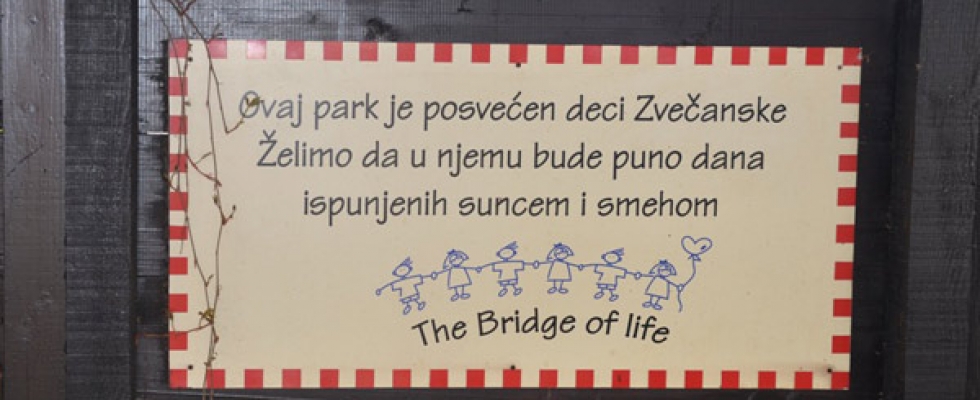 Ovaj park je posvećen deci Zvečanske
Želimo da u njemu bude puno dana
ispunjenih suncem i smehom
The Bridge of life